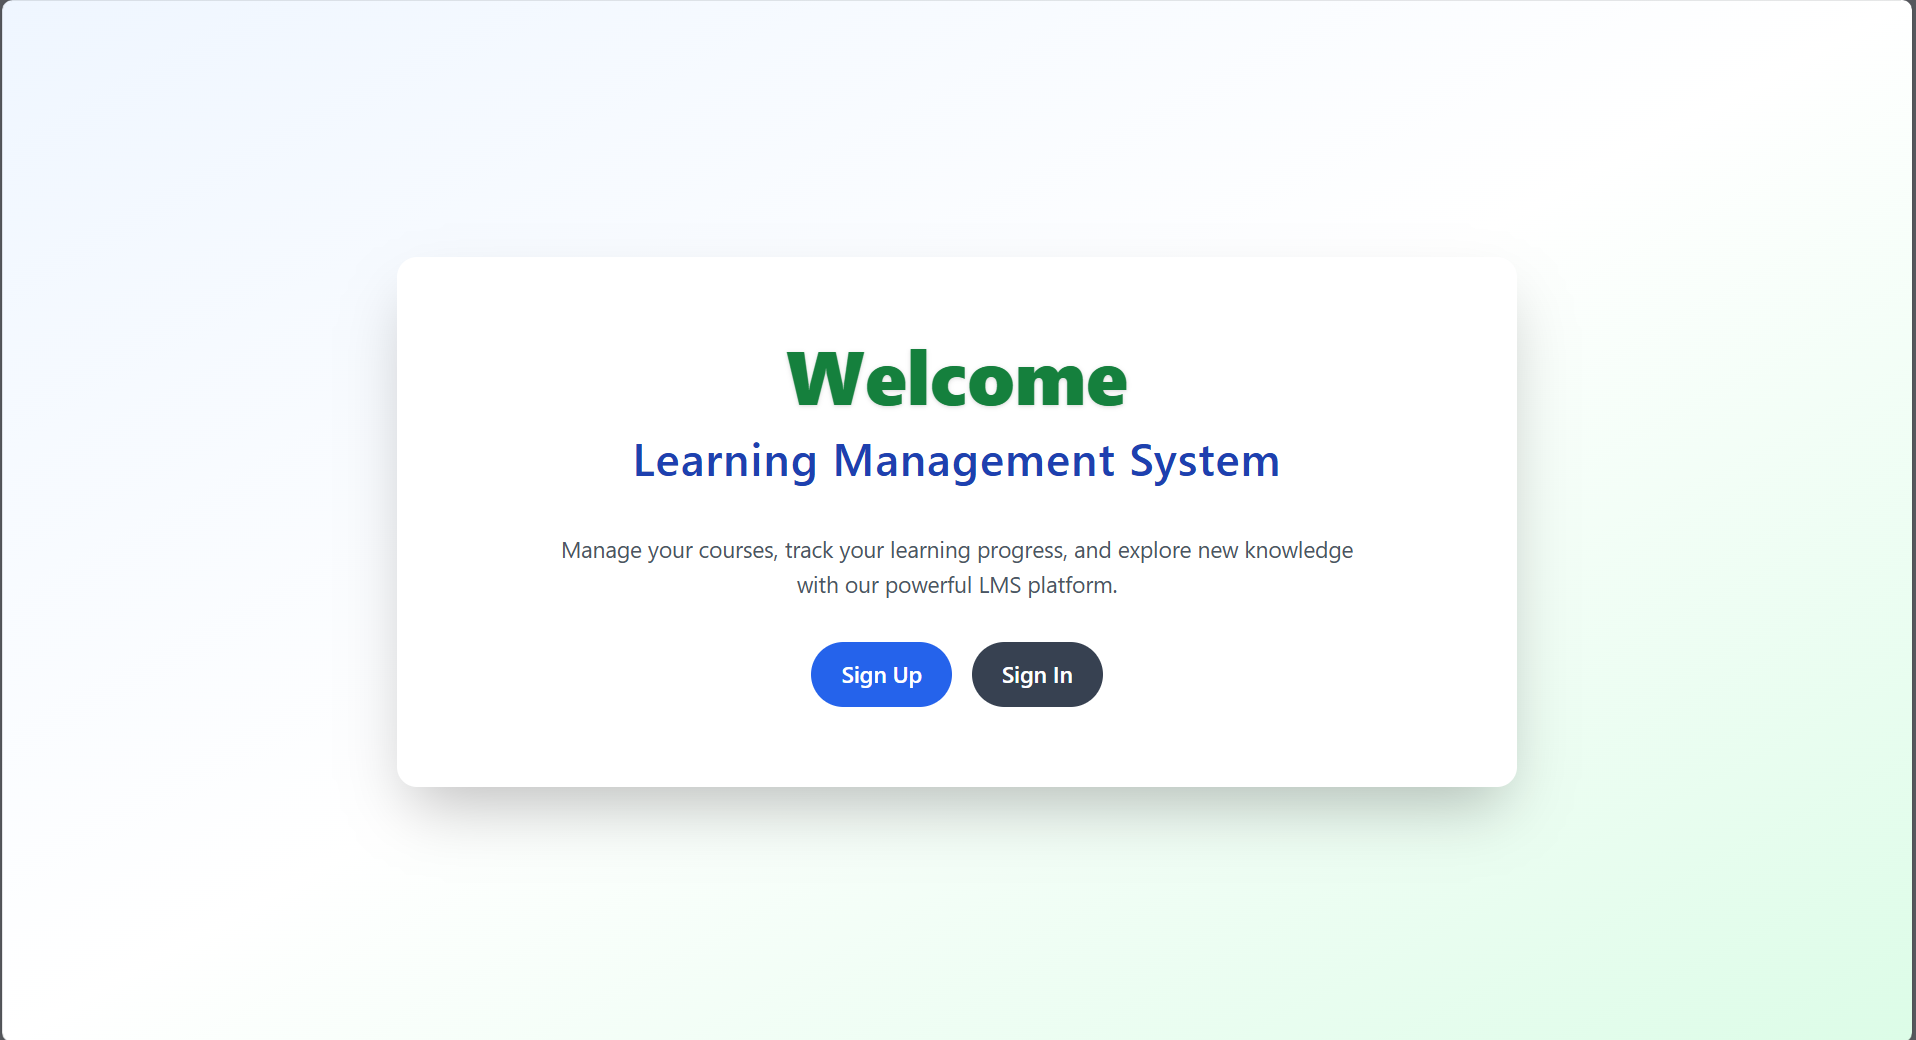 Welcome
Learning Management System
Manage your courses, track your learning progress, and explore new knowledge
with our powerful LMS platform.
Sign Up
Sign In